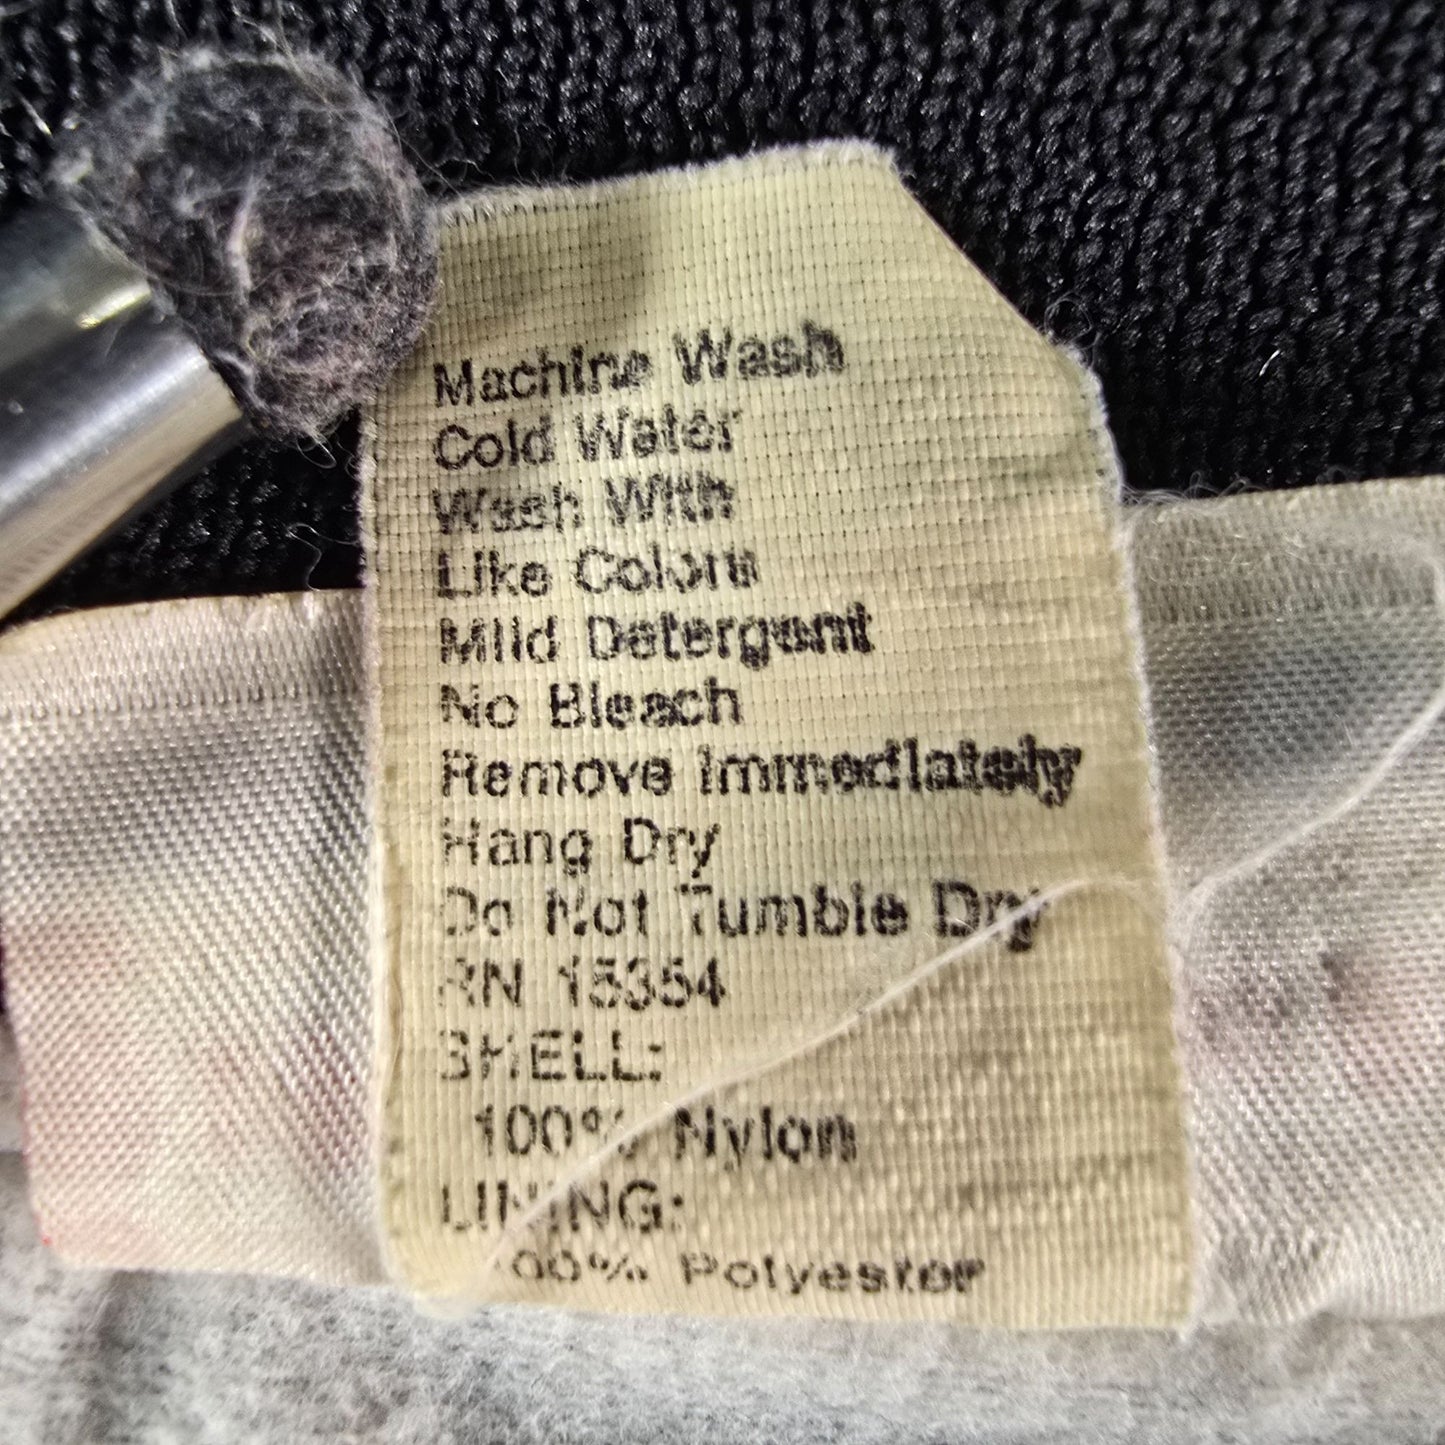 Machine Wash
Cold Water
Wash With
Like Colors
Mild Detergent
No Bleach
Remove Immediately
Hang Dry
Do Not Tumble Dry
RN 15354
SHELL:
100% Nylon
LINING:
100% Polyester